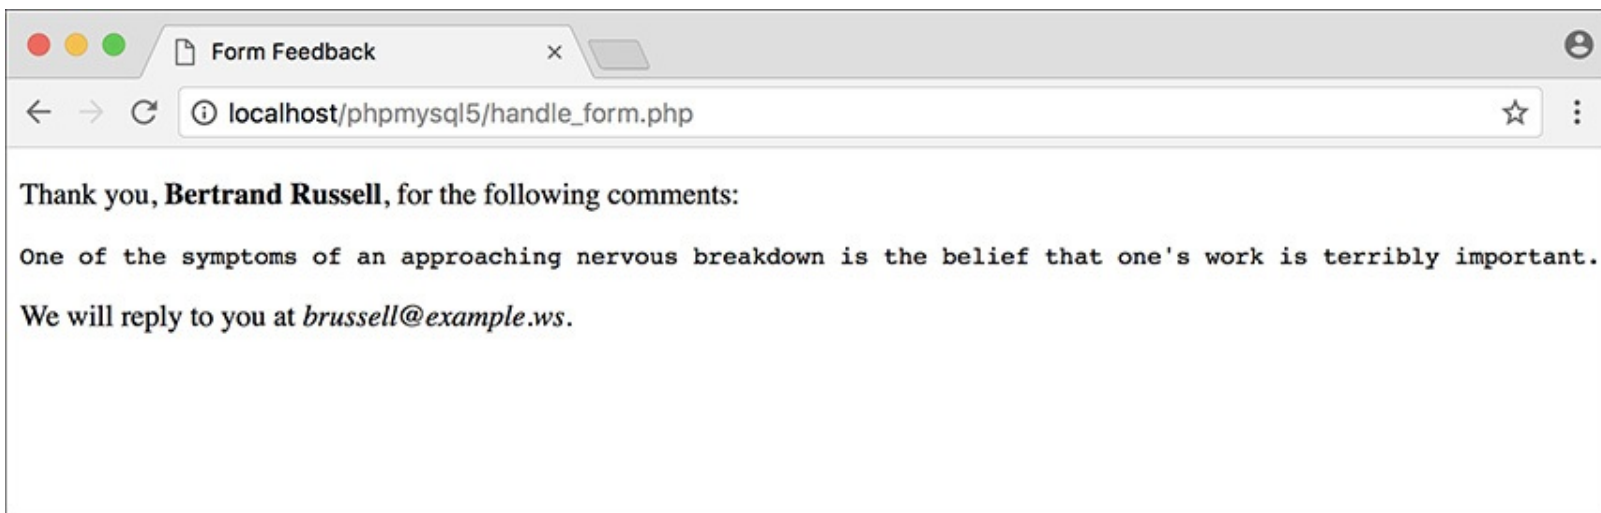 Form Feedback
localhost/phpmysql5/handle_form.php
Thank you, Bertrand Russell, for the following comments:
One of the symptoms of an approaching nervous breakdown is the belief that one's work is terribly important.
We will reply to you at brussell@example.ws.